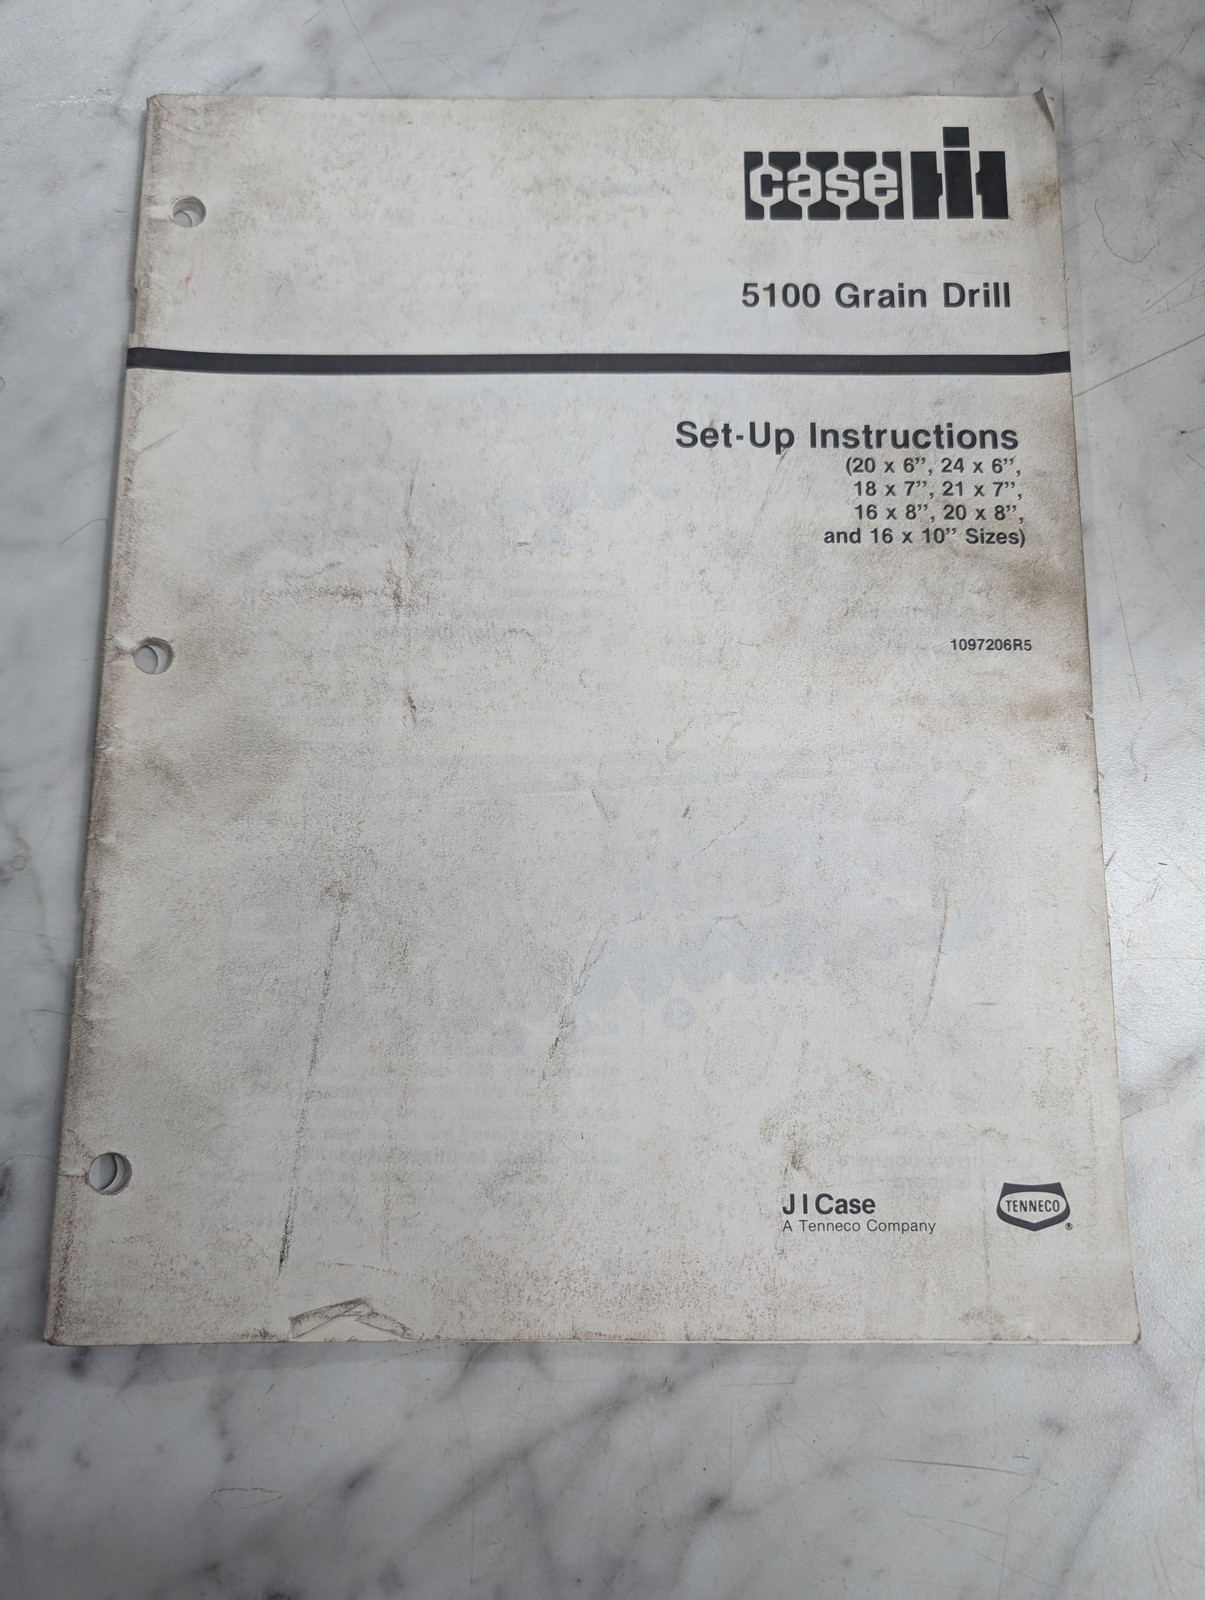 case IH
5100 Grain Drill
Set-Up Instructions
(20 x 6", 24 x 6",
18 x 7", 21 x 7",
16 x 8", 20 x 8",
and 16 x 10" Sizes)
1097206R5
J I Case
A Tenneco Company
TENNECO
®